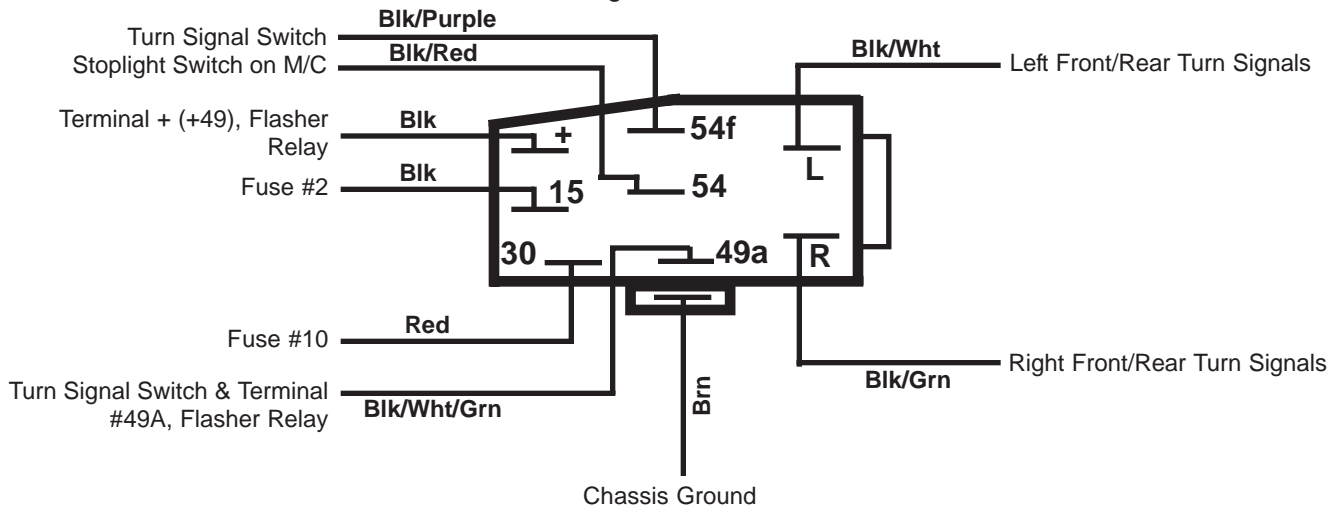 Blk/Purple
Turn Signal Switch
Blk/Red
Stoplight Switch on M/C
Blk/Wht
Left Front/Rear Turn Signals
Terminal + (+49), Flasher
Relay
Blk
+
54f
L
Fuse #2
Blk
15
54
30
49a
R
Fuse #10
Red
Right Front/Rear Turn Signals
Blk/Grn
Turn Signal Switch & Terminal
#49A, Flasher Relay
Blk/Wht/Grn
Brn
Chassis Ground